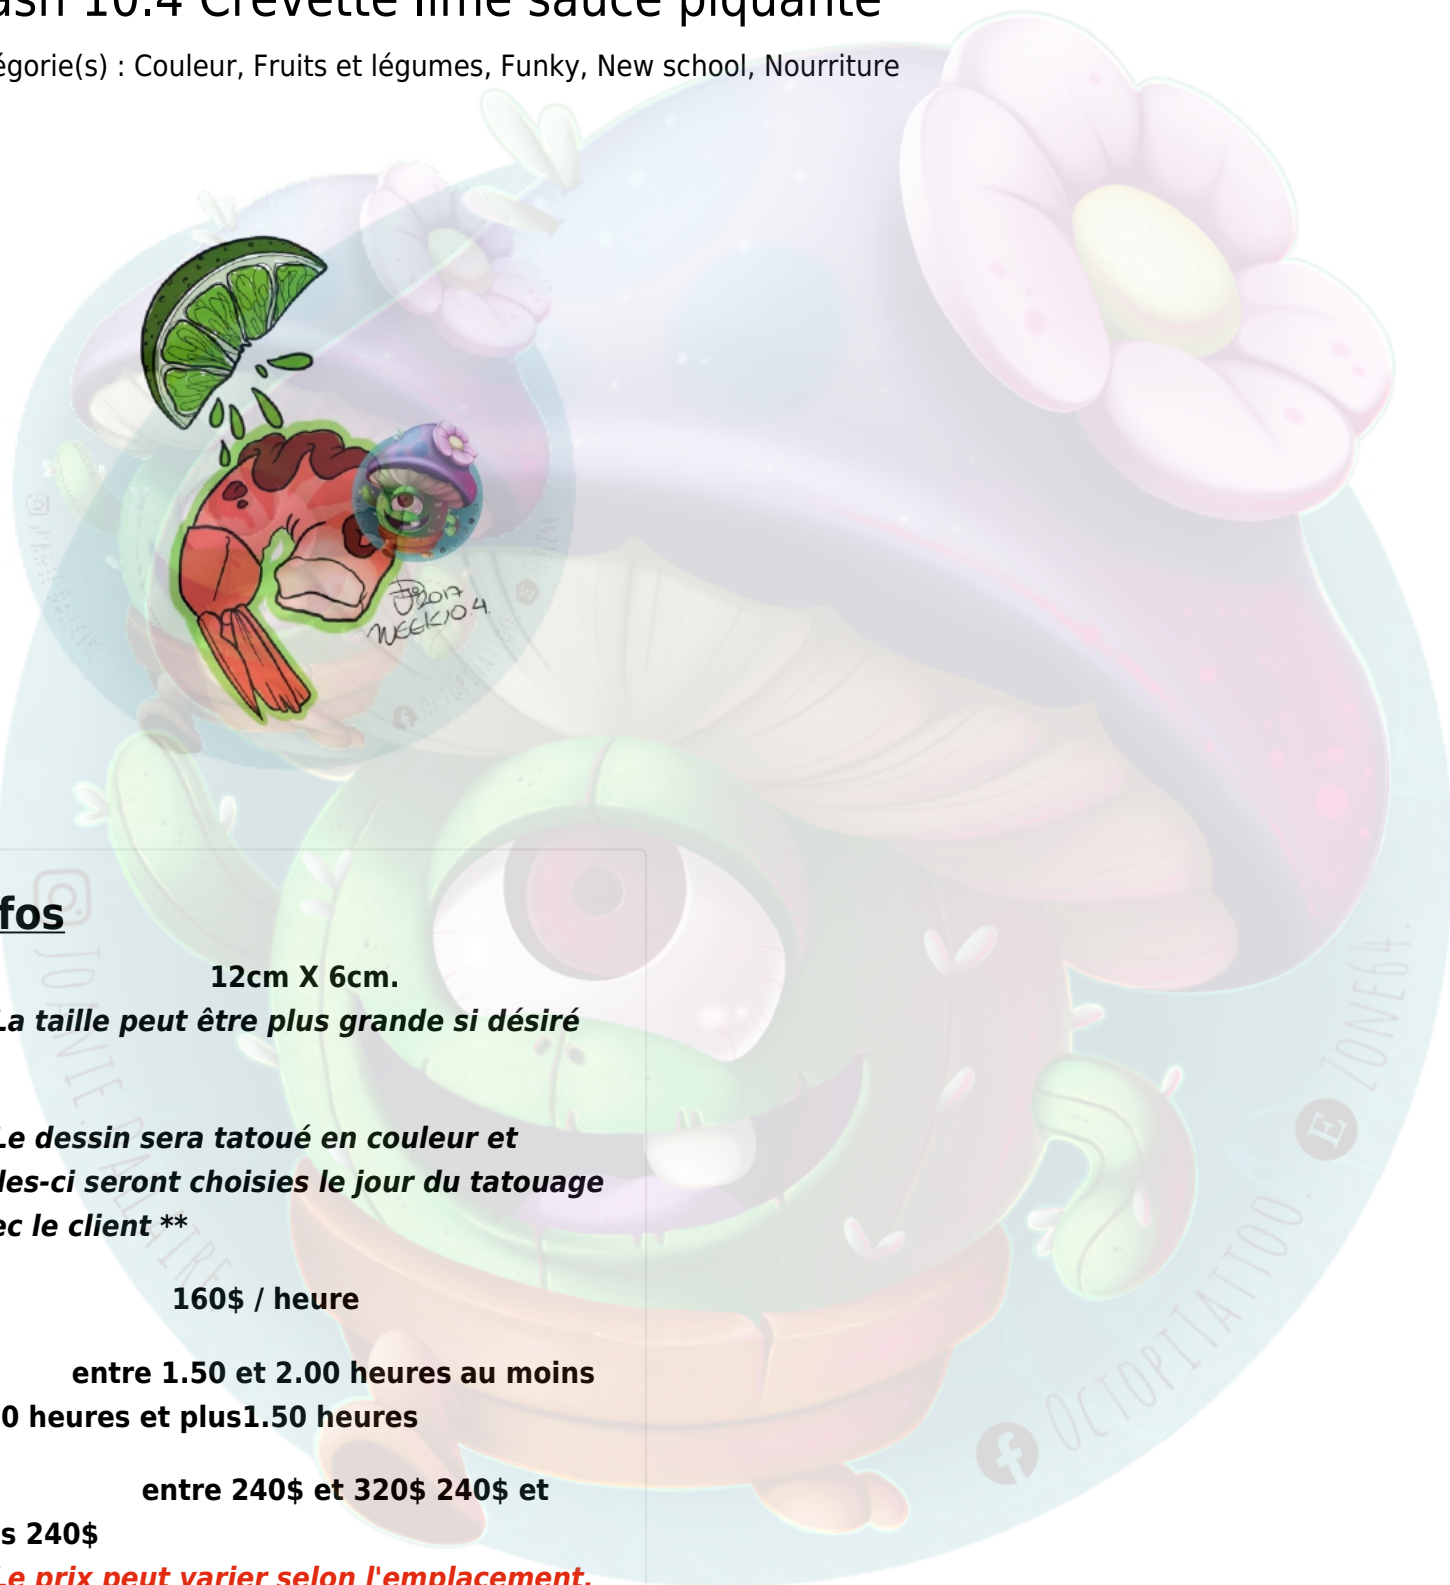 ash 10.4 Crevette lime sauce piquante
égorie(s) : Couleur, Fruits et légumes, Funky, New school, Nourriture
2017
WEEK 10.4
fos
12cm X 6cm.
La taille peut être plus grande si désiré
Le dessin sera tatoué en couleur et
les-ci seront choisies le jour du tatouage
ec le client **
160$ / heure
entre 1.50 et 2.00 heures au moins
0 heures et plus1.50 heures
entre 240$ et 320$ 240$ et
s 240$
Le prix peut varier selon l'emplacement.
OCTOPITATTOO.
ZONE64.